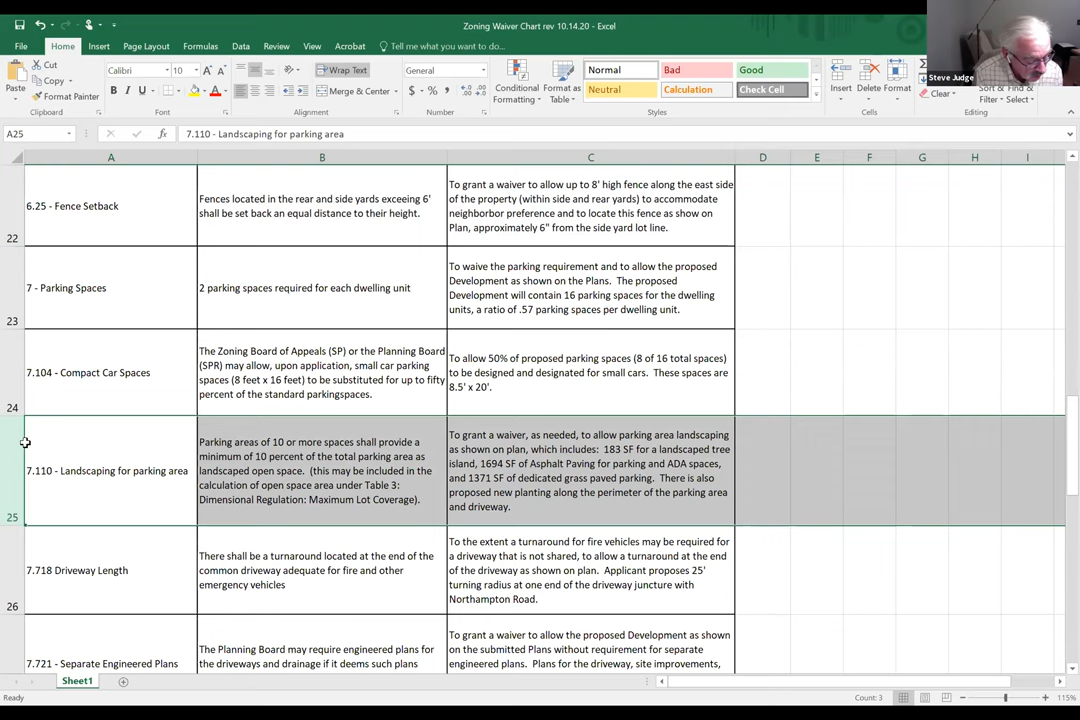 Zoning Waiver Chart rev 10.14.20 - Excel
File Home Insert Page Layout Formulas Data Review View Acrobat Tell me what you want to do...
Steve Judge
Paste
Cut
Copy
Format Painter
Clipboard
Calibri 10
B I U
Font
Wrap Text
Merge & Center
Alignment
General
$ % ,
Number
Conditional Formatting
Format as Table
Normal Bad Good
Neutral Calculation Check Cell
Styles
Insert Delete Format
Cells
Clear
Sort & Find &
Filter Select
Editing
A25 fx 7.110 - Landscaping for parking area
A B C D E F G H I
22
6.25 - Fence Setback
Fences located in the rear and side yards exceeing 6'
shall be set back an equal distance to their height.
To grant a waiver to allow up to 8' high fence along the east side
of the property (within side and rear yards) to accommodate
neighborbor preference and to locate this fence as show on
Plan, approximately 6" from the side yard lot line.
23
7 - Parking Spaces
2 parking spaces required for each dwelling unit
To waive the parking requirement and to allow the proposed
Development as shown on the Plans. The proposed
Development will contain 16 parking spaces for the dwelling
units, a ratio of .57 parking spaces per dwelling unit.
24
7.104 - Compact Car Spaces
The Zoning Board of Appeals (SP) or the Planning Board
(SPR) may allow, upon application, small car parking
spaces (8 feet x 16 feet) to be substituted for up to fifty
percent of the standard parkingspaces.
To allow 50% of proposed parking spaces (8 of 16 total spaces)
to be designed and designated for small cars. These spaces are
8.5' x 20'.
25
7.110 - Landscaping for parking area
Parking areas of 10 or more spaces shall provide a
minimum of 10 percent of the total parking area as
landscaped open space. (this may be included in the
calculation of open space area under Table 3:
Dimensional Regulation: Maximum Lot Coverage).
To grant a waiver, as needed, to allow parking area landscaping
as shown on plan, which includes: 183 SF for a landscaped tree
island, 1694 SF of Asphalt Paving for parking and ADA spaces,
and 1371 SF of dedicated grass paved parking. There is also
proposed new planting along the perimeter of the parking area
and driveway.
26
7.718 Driveway Length
There shall be a turnaround located at the end of the
common driveway adequate for fire and other
emergency vehicles
To the extent a turnaround for fire vehicles may be required for
a driveway that is not shared, to allow a turnaround at the end
of the driveway as shown on plan. Applicant proposes 25'
turning radius at one end of the driveway juncture with
Northampton Road.
7.721 - Separate Engineered Plans
The Planning Board may require engineered plans for
the driveways and drainage if it deems such plans
To grant a waiver to allow the proposed Development as shown
on the submitted Plans without requirement for separate
engineered plans. Plans for the driveway, site improvements,
Sheet1
Ready
Count: 3
115%